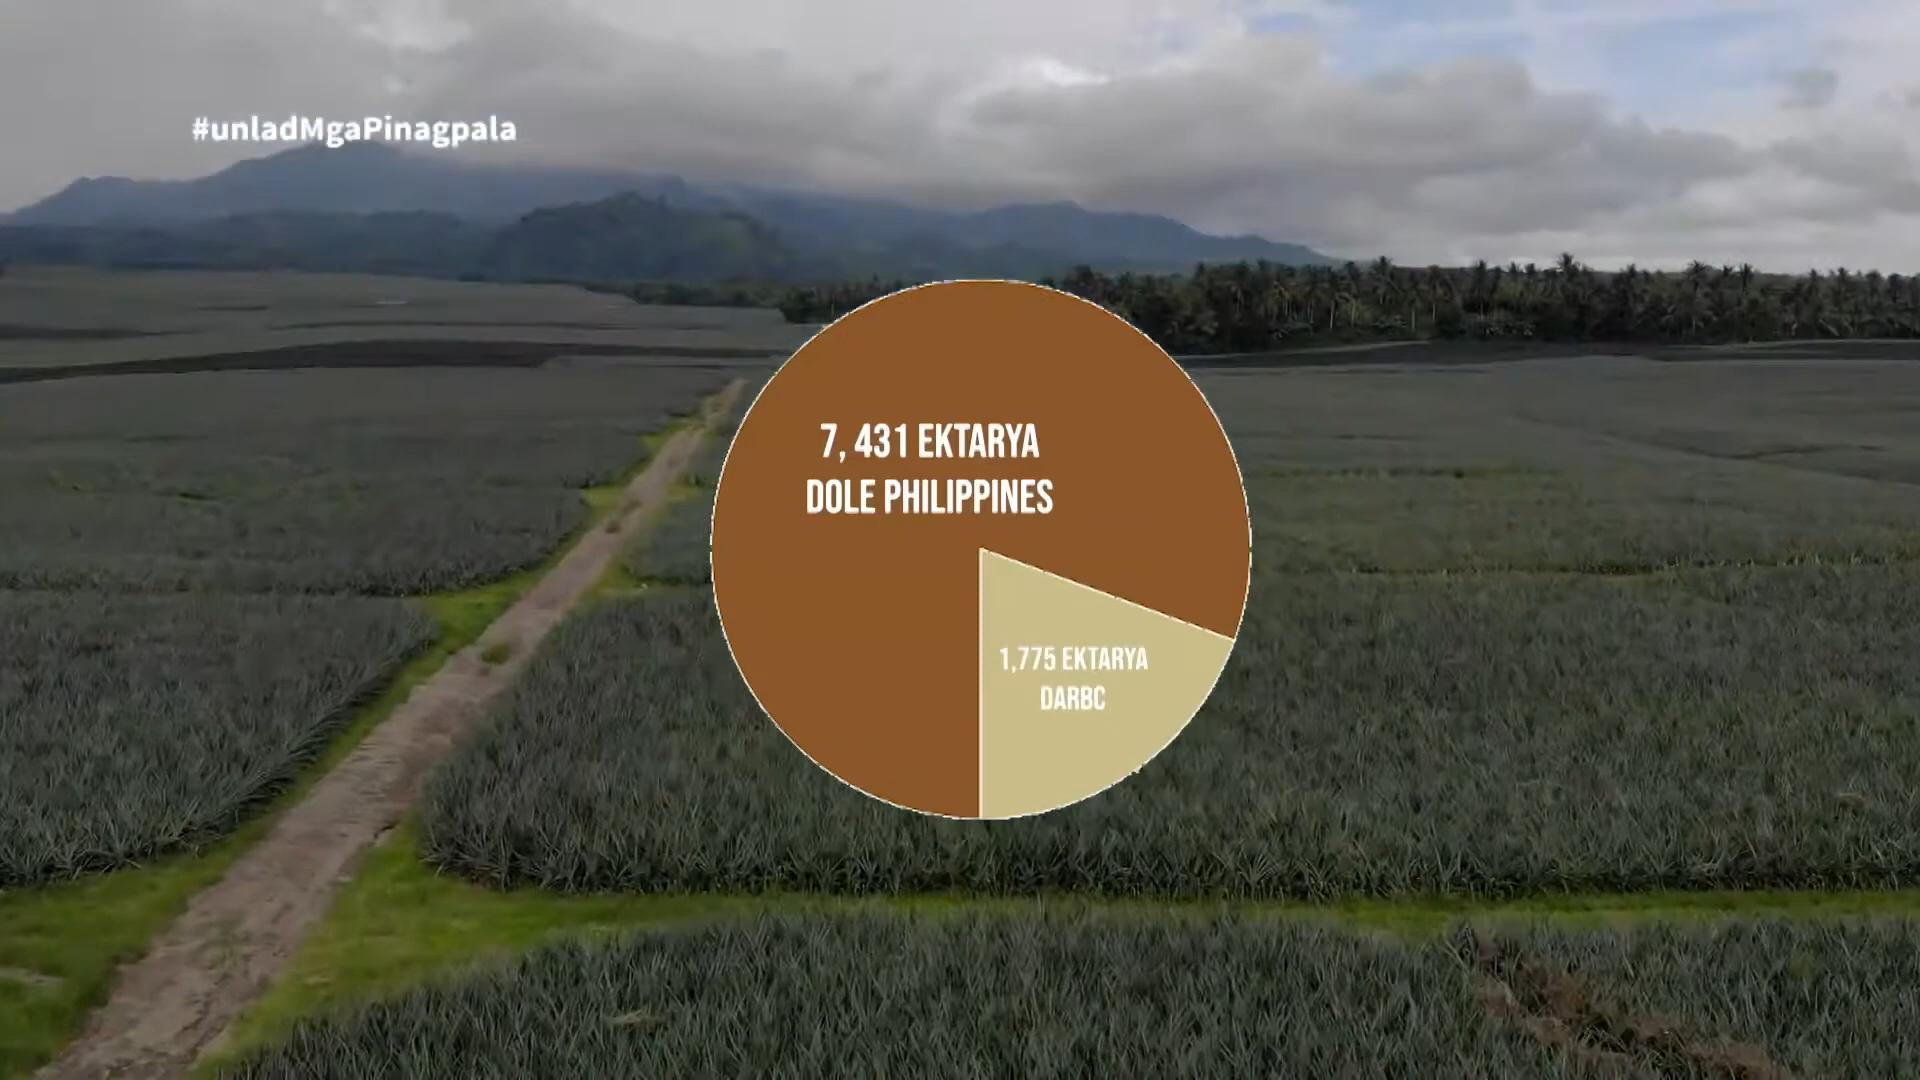 #unladMgaPinagpala
7, 431 EKTARYA
DOLE PHILIPPINES
1,775 EKTARYA
DARBC